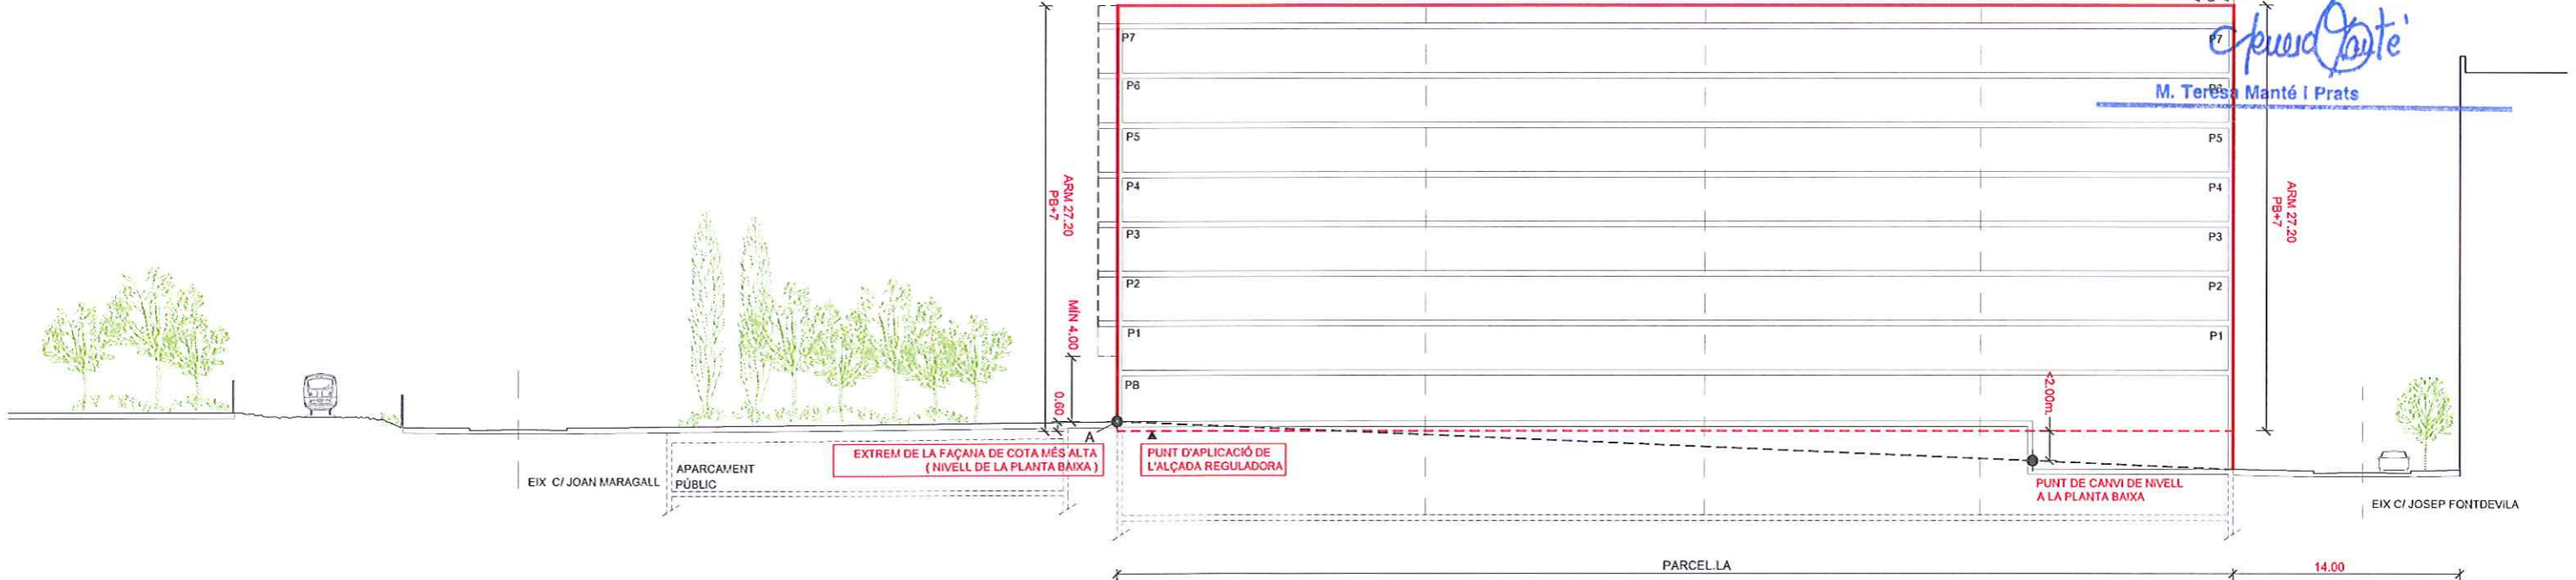 P7
P7
M. Teresa Manté i Prats
P6
P6
P5
P5
P4
P4
ARM 27.20
PB+7
ARM 27.20
PB+7
P3
P3
P2
P2
MÍN 4.00
P1
P1
PB
<2.00m.
0.60
A
EXTREM DE LA FAÇANA DE COTA MÉS ALTA
( NIVELL DE LA PLANTA BAIXA )
PUNT D'APLICACIÓ DE
L'ALÇADA REGULADORA
APARCAMENT
PÚBLIC
EIX C/ JOAN MARAGALL
PUNT DE CANVI DE NIVELL
A LA PLANTA BAIXA
EIX C/ JOSEP FONTDEVILA
PARCEL.LA
14.00